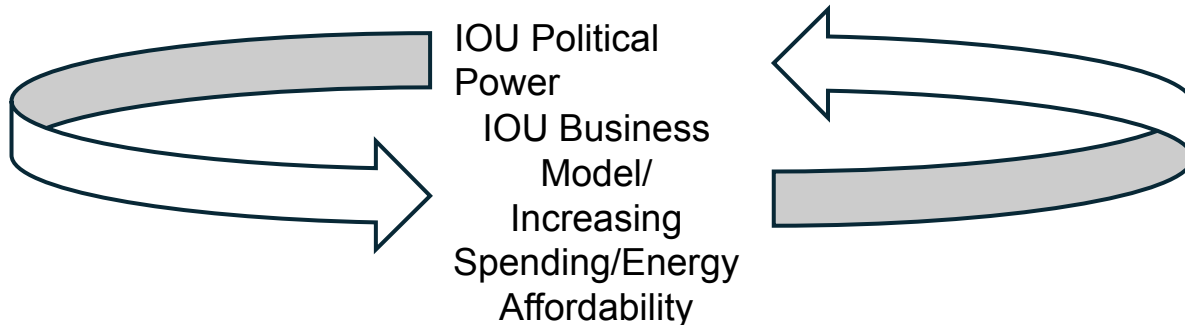 IOU Political
Power
IOU Business
Model/
Increasing
Spending/Energy
Affordability